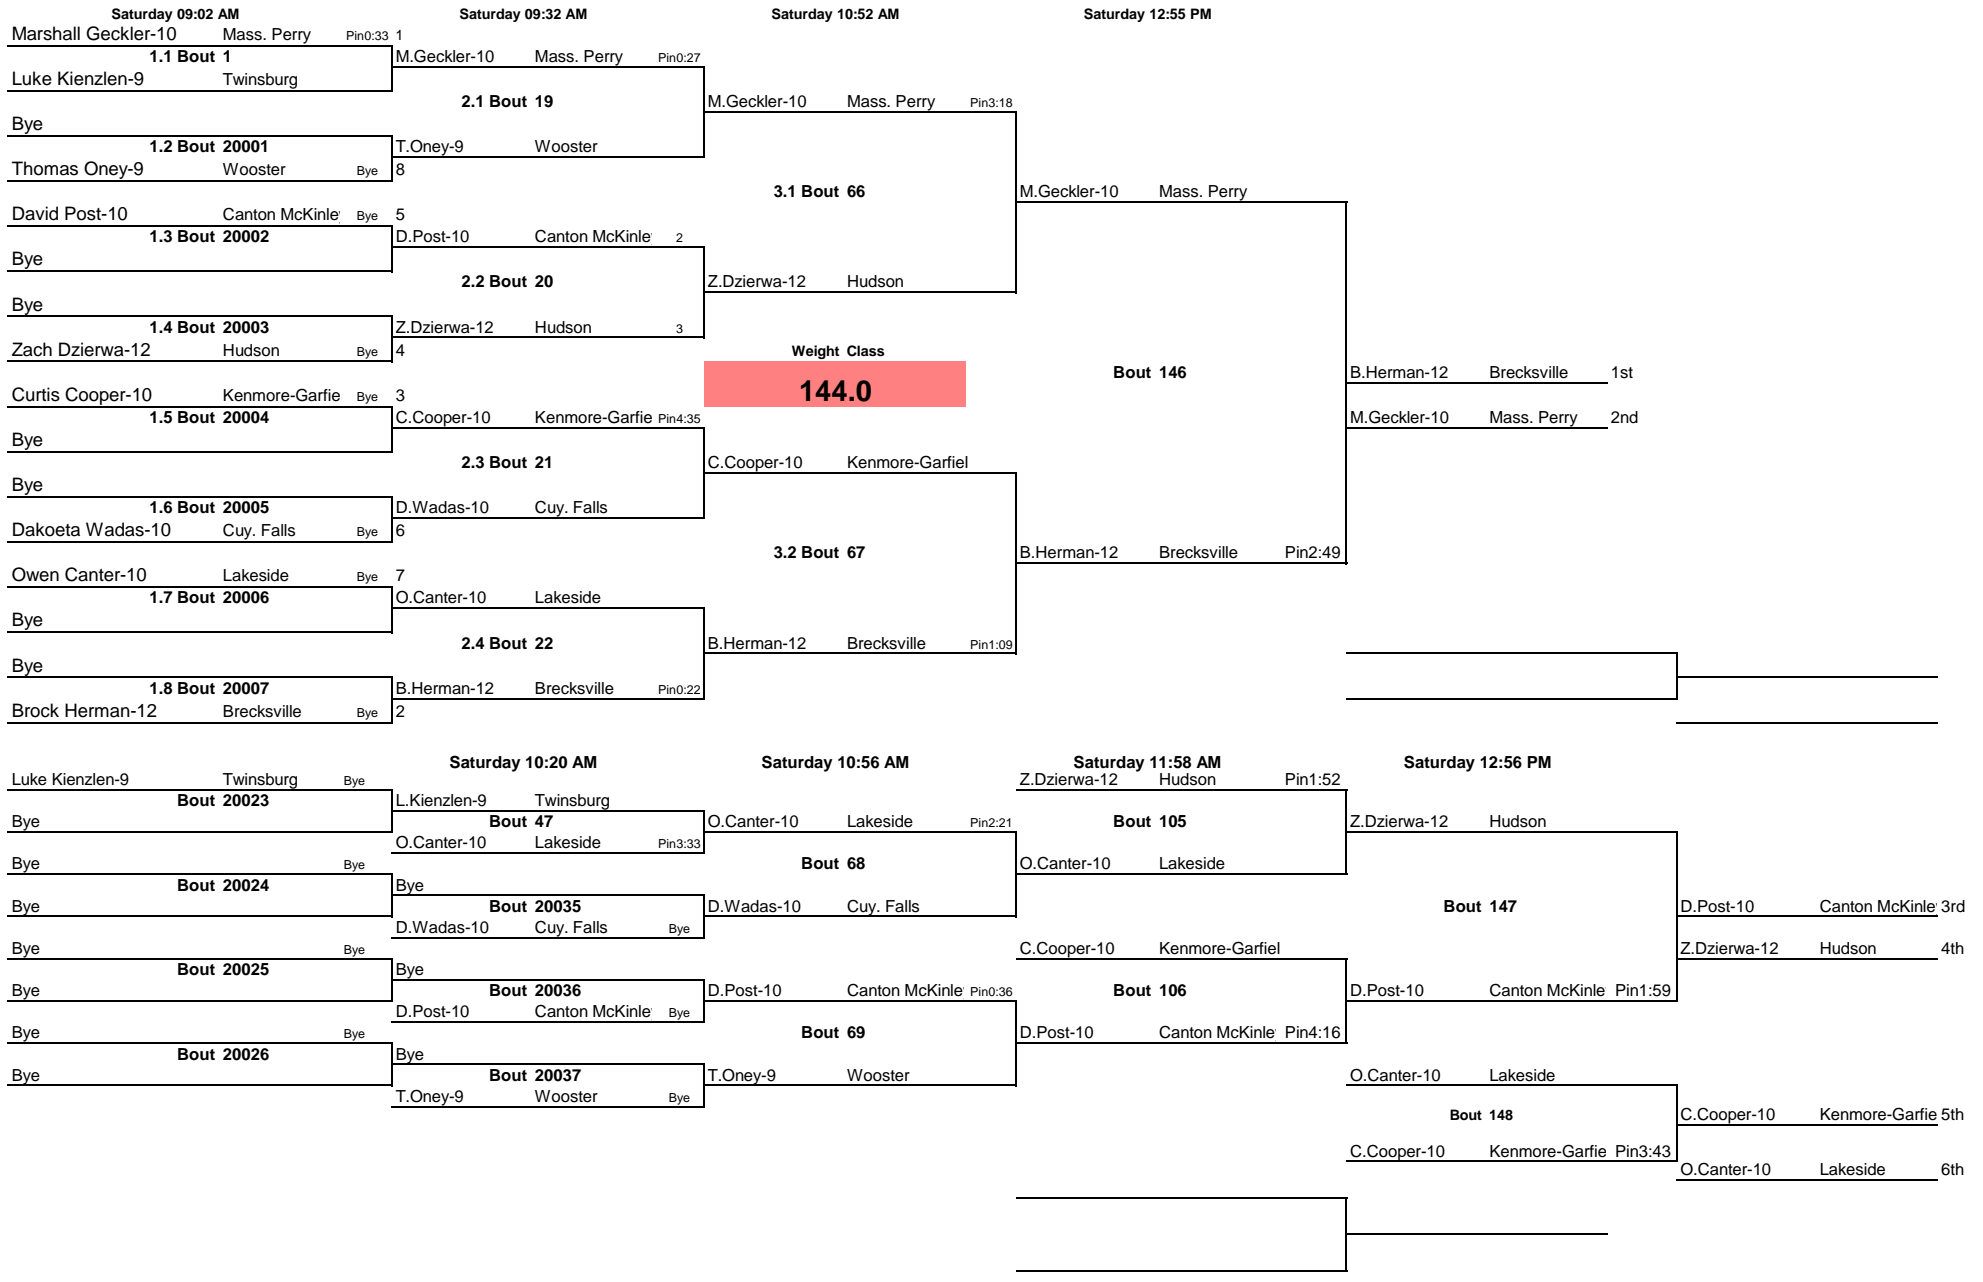 Saturday 09:02 AM Saturday 09:32 AM Saturday 10:52 AM Saturday 12:55 PM
Marshall Geckler-10 Mass. Perry Pin0:33 1
1.1 Bout 1 M.Geckler-10 Mass. Perry Pin0:27
Luke Kienzlen-9 Twinsburg
2.1 Bout 19 M.Geckler-10 Mass. Perry Pin3:18
Bye
1.2 Bout 20001 T.Oney-9 Wooster
Thomas Oney-9 Wooster Bye 8
3.1 Bout 66 M.Geckler-10 Mass. Perry
David Post-10 Canton McKinle Bye 5
1.3 Bout 20002 D.Post-10 Canton McKinle 2
Bye
2.2 Bout 20 Z.Dzierwa-12 Hudson
Bye
1.4 Bout 20003 Z.Dzierwa-12 Hudson 3
Zach Dzierwa-12 Hudson Bye 4 Weight Class
Bout 146 B.Herman-12 Brecksville 1st
Curtis Cooper-10 Kenmore-Garfie Bye 3 144.0
1.5 Bout 20004 C.Cooper-10 Kenmore-Garfie Pin4:35 M.Geckler-10 Mass. Perry 2nd
Bye
2.3 Bout 21 C.Cooper-10 Kenmore-Garfiel
Bye
1.6 Bout 20005 D.Wadas-10 Cuy. Falls
Dakoeta Wadas-10 Cuy. Falls Bye 6
3.2 Bout 67 B.Herman-12 Brecksville Pin2:49
Owen Canter-10 Lakeside Bye 7
1.7 Bout 20006 O.Canter-10 Lakeside
Bye
2.4 Bout 22 B.Herman-12 Brecksville Pin1:09
Bye
1.8 Bout 20007 B.Herman-12 Brecksville Pin0:22
Brock Herman-12 Brecksville Bye 2
Saturday 10:20 AM Saturday 10:56 AM Saturday 11:58 AM Saturday 12:56 PM
Luke Kienzlen-9 Twinsburg Bye Z.Dzierwa-12 Hudson Pin1:52
Bout 20023 L.Kienzlen-9 Twinsburg
Bye Bout 47 O.Canter-10 Lakeside Pin2:21 Bout 105 Z.Dzierwa-12 Hudson
O.Canter-10 Lakeside Pin3:33
Bye Bye Bout 68 O.Canter-10 Lakeside
Bout 20024 Bye
Bye Bout 20035 D.Wadas-10 Cuy. Falls Bout 147 D.Post-10 Canton McKinle 3rd
D.Wadas-10 Cuy. Falls Bye
Bye Bye C.Cooper-10 Kenmore-Garfiel Z.Dzierwa-12 Hudson 4th
Bout 20025 Bye
Bye Bout 20036 D.Post-10 Canton McKinle Pin0:36 Bout 106 D.Post-10 Canton McKinle Pin1:59
D.Post-10 Canton McKinle Bye
Bye Bye Bout 69 D.Post-10 Canton McKinle Pin4:16
Bout 20026 Bye
Bye Bout 20037 T.Oney-9 Wooster O.Canter-10 Lakeside
T.Oney-9 Wooster Bye
Bout 148 C.Cooper-10 Kenmore-Garfie 5th
C.Cooper-10 Kenmore-Garfie Pin3:43
O.Canter-10 Lakeside 6th